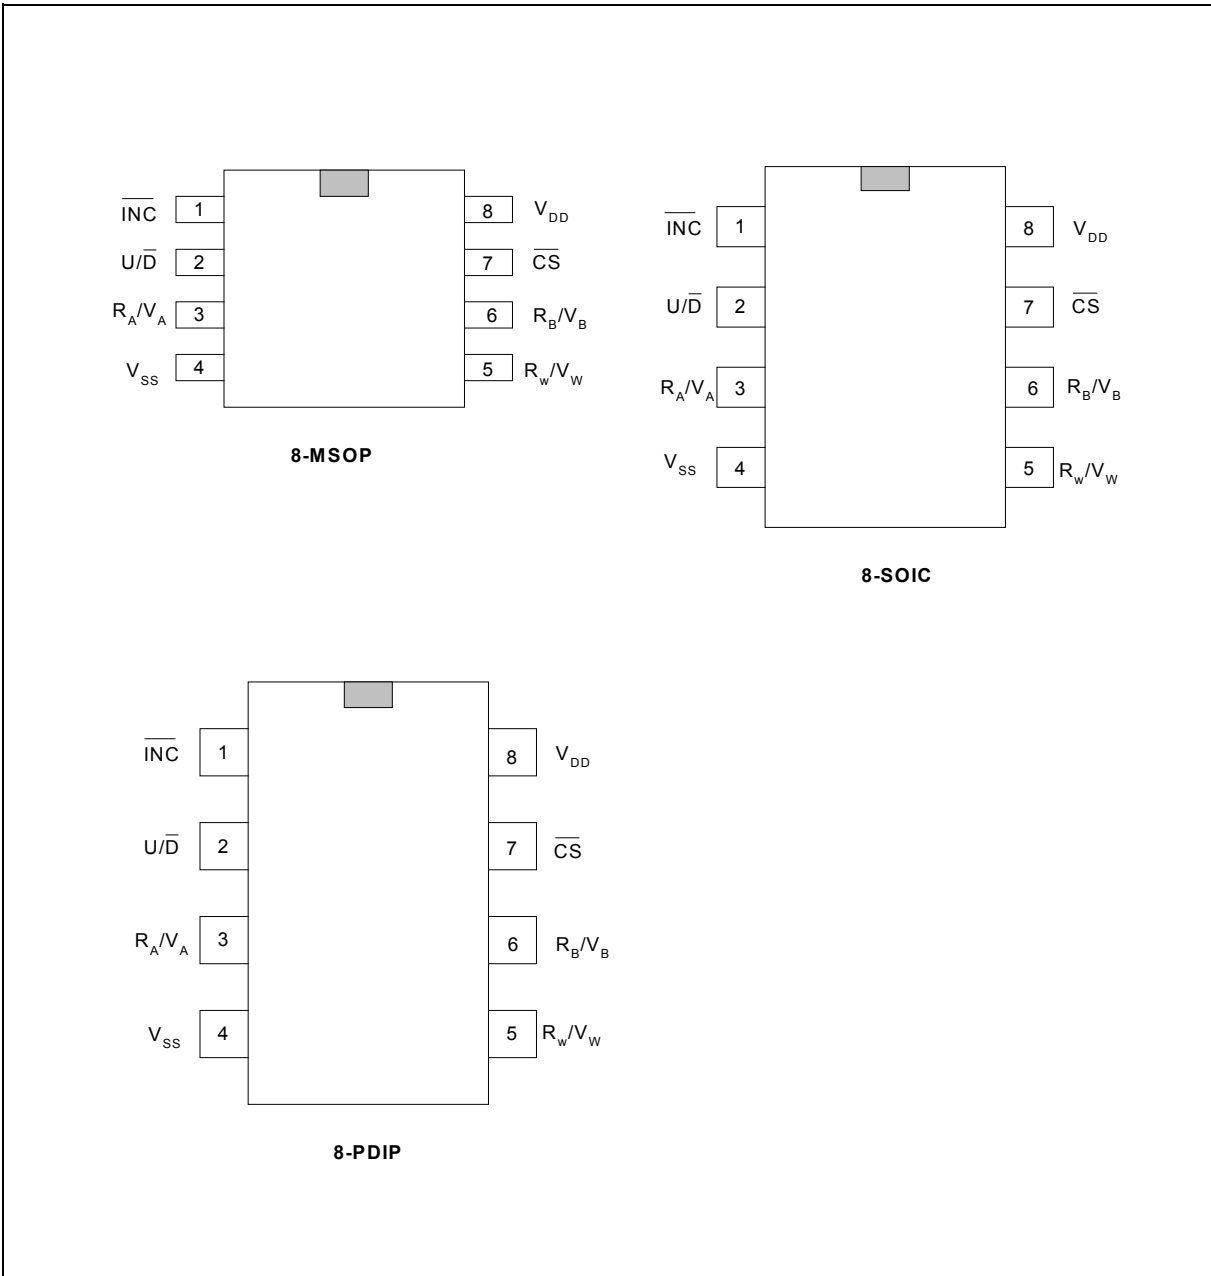 INC 1 8 VDD
U/D 2 7 CS
RA/VA 3 6 RB/VB
VSS 4 5 Rw/VW
8-MSOP
INC 1 8 VDD
U/D 2 7 CS
RA/VA 3 6 RB/VB
VSS 4 5 Rw/VW
8-SOIC
INC 1 8 VDD
U/D 2 7 CS
RA/VA 3 6 RB/VB
VSS 4 5 Rw/VW
8-PDIP